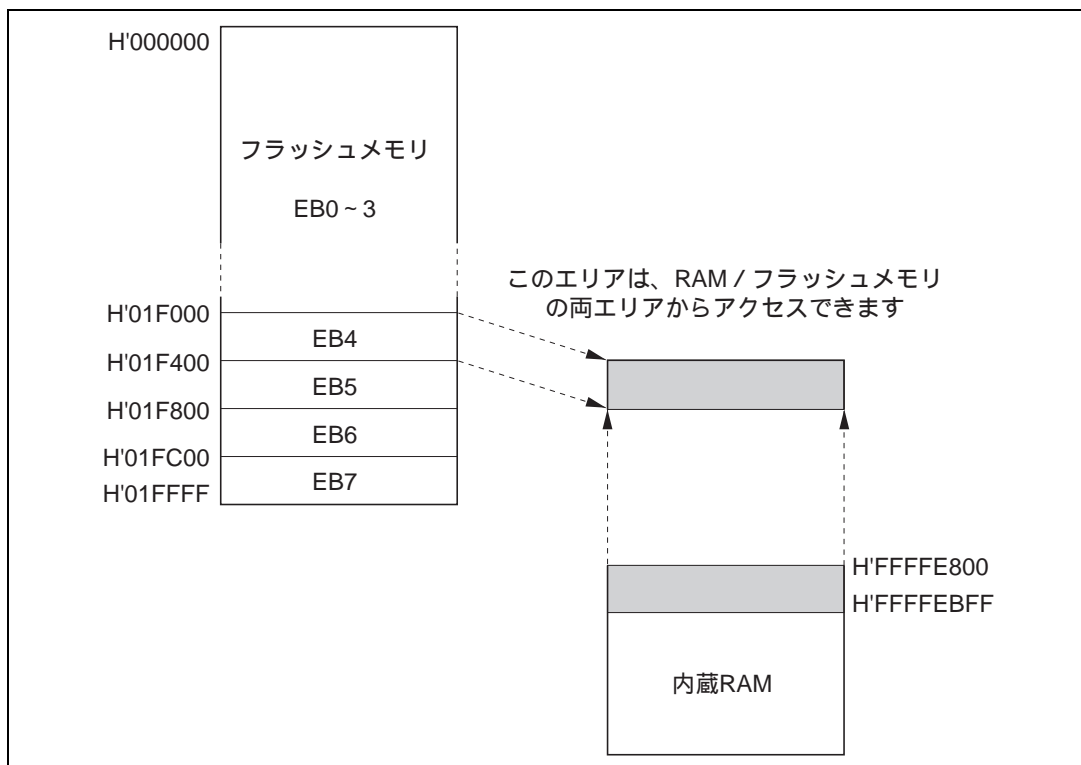 H'000000
フラッシュメモリ
EB0 ~ 3
このエリアは、RAM / フラッシュメモリ
の両エリアからアクセスできます
H'01F000
EB4
H'01F400
EB5
H'01F800
EB6
H'01FC00
EB7
H'01FFFF
H'FFFFE800
H'FFFFEBFF
内蔵RAM